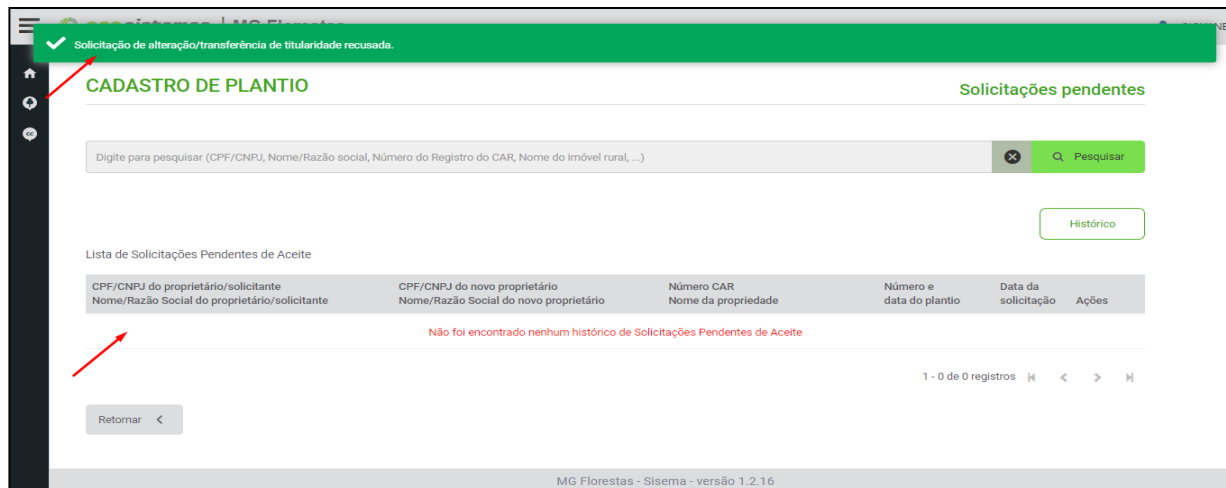 Solicitação de alteração/transferência de titularidade recusada.
CADASTRO DE PLANTIO
Solicitações pendentes
Digite para pesquisar (CPF/CNPJ, Nome/Razão social, Número do Registro do CAR, Nome do imóvel rural, ...)
Pesquisar
Histórico
Lista de Solicitações Pendentes de Aceite
CPF/CNPJ do proprietário/solicitante
Nome/Razão Social do proprietário/solicitante
CPF/CNPJ do novo proprietário
Nome/Razão Social do novo proprietário
Número CAR
Nome da propriedade
Número e
data do plantio
Data da
solicitação
Ações
Não foi encontrado nenhum histórico de Solicitações Pendentes de Aceite
1 - 0 de 0 registros
Retornar
MG Florestas - Sisema - versão 1.2.16